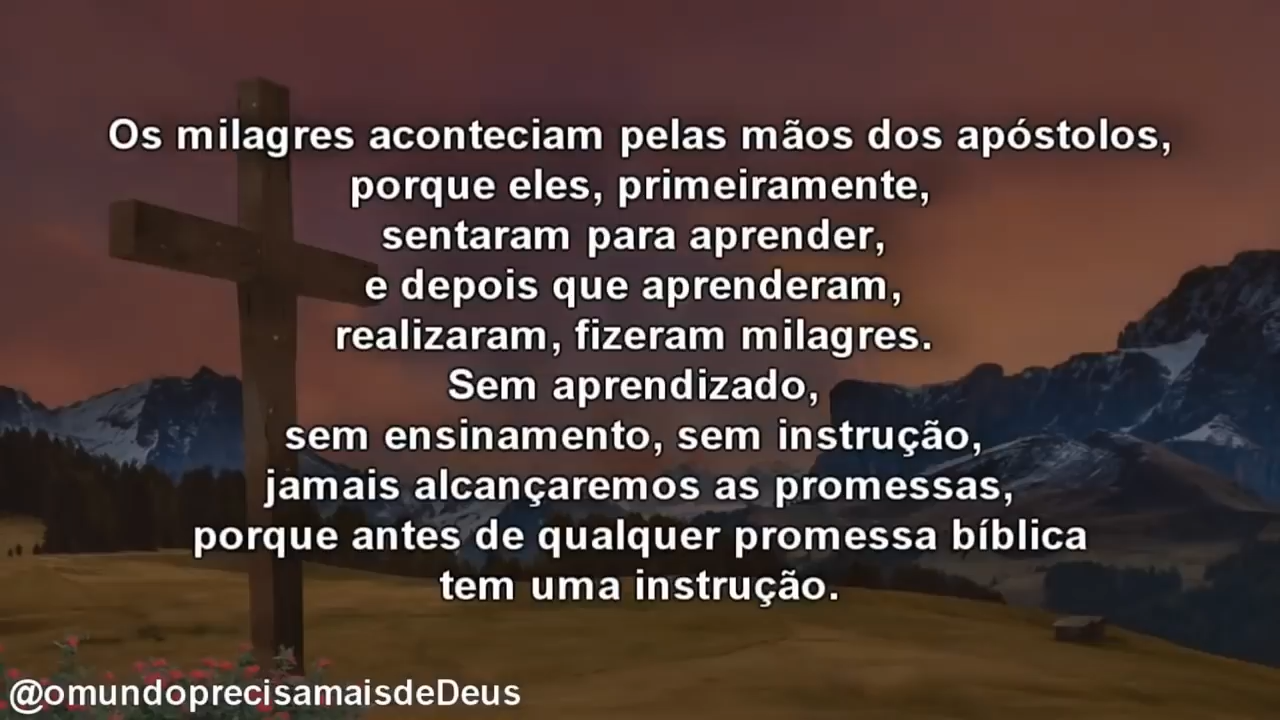 Os milagres aconteciam pelas mãos dos apóstolos,
porque eles, primeiramente,
sentaram para aprender,
e depois que aprenderam,
realizaram, fizeram milagres.
Sem aprendizado,
sem ensinamento, sem instrução,
jamais alcançaremos as promessas,
porque antes de qualquer promessa bíblica
tem uma instrução.
@omundoprecisamaisdeDeus